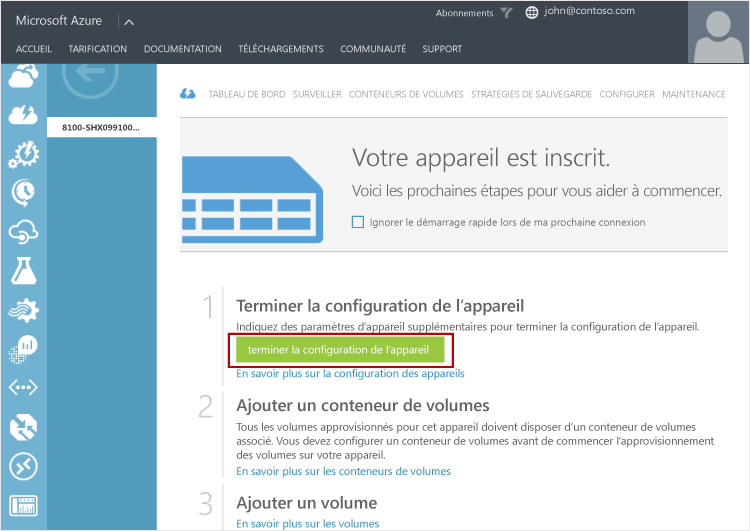 Microsoft Azure
Abonnements
john@contoso.com
ACCUEIL TARIFICATION DOCUMENTATION TÉLÉCHARGEMENTS COMMUNAUTÉ SUPPORT
8100-SHX099100...
TABLEAU DE BORD SURVEILLER CONTENEURS DE VOLUMES STRATÉGIES DE SAUVEGARDE CONFIGURER MAINTENANCE
Votre appareil est inscrit.
Voici les prochaines étapes pour vous aider à commencer.
Ignorer le démarrage rapide lors de ma prochaine connexion
1 Terminer la configuration de l'appareil
Indiquez des paramètres d'appareil supplémentaires pour terminer la configuration de l'appareil.
terminer la configuration de l'appareil
En savoir plus sur la configuration des appareils
2 Ajouter un conteneur de volumes
Tous les volumes approvisionnés pour cet appareil doivent disposer d'un conteneur de volumes
associé. Vous devez configurer un conteneur de volumes avant de commencer l'approvisionnement
des volumes sur votre appareil.
En savoir plus sur les conteneurs de volumes
3 Ajouter un volume
En savoir plus sur les volumes